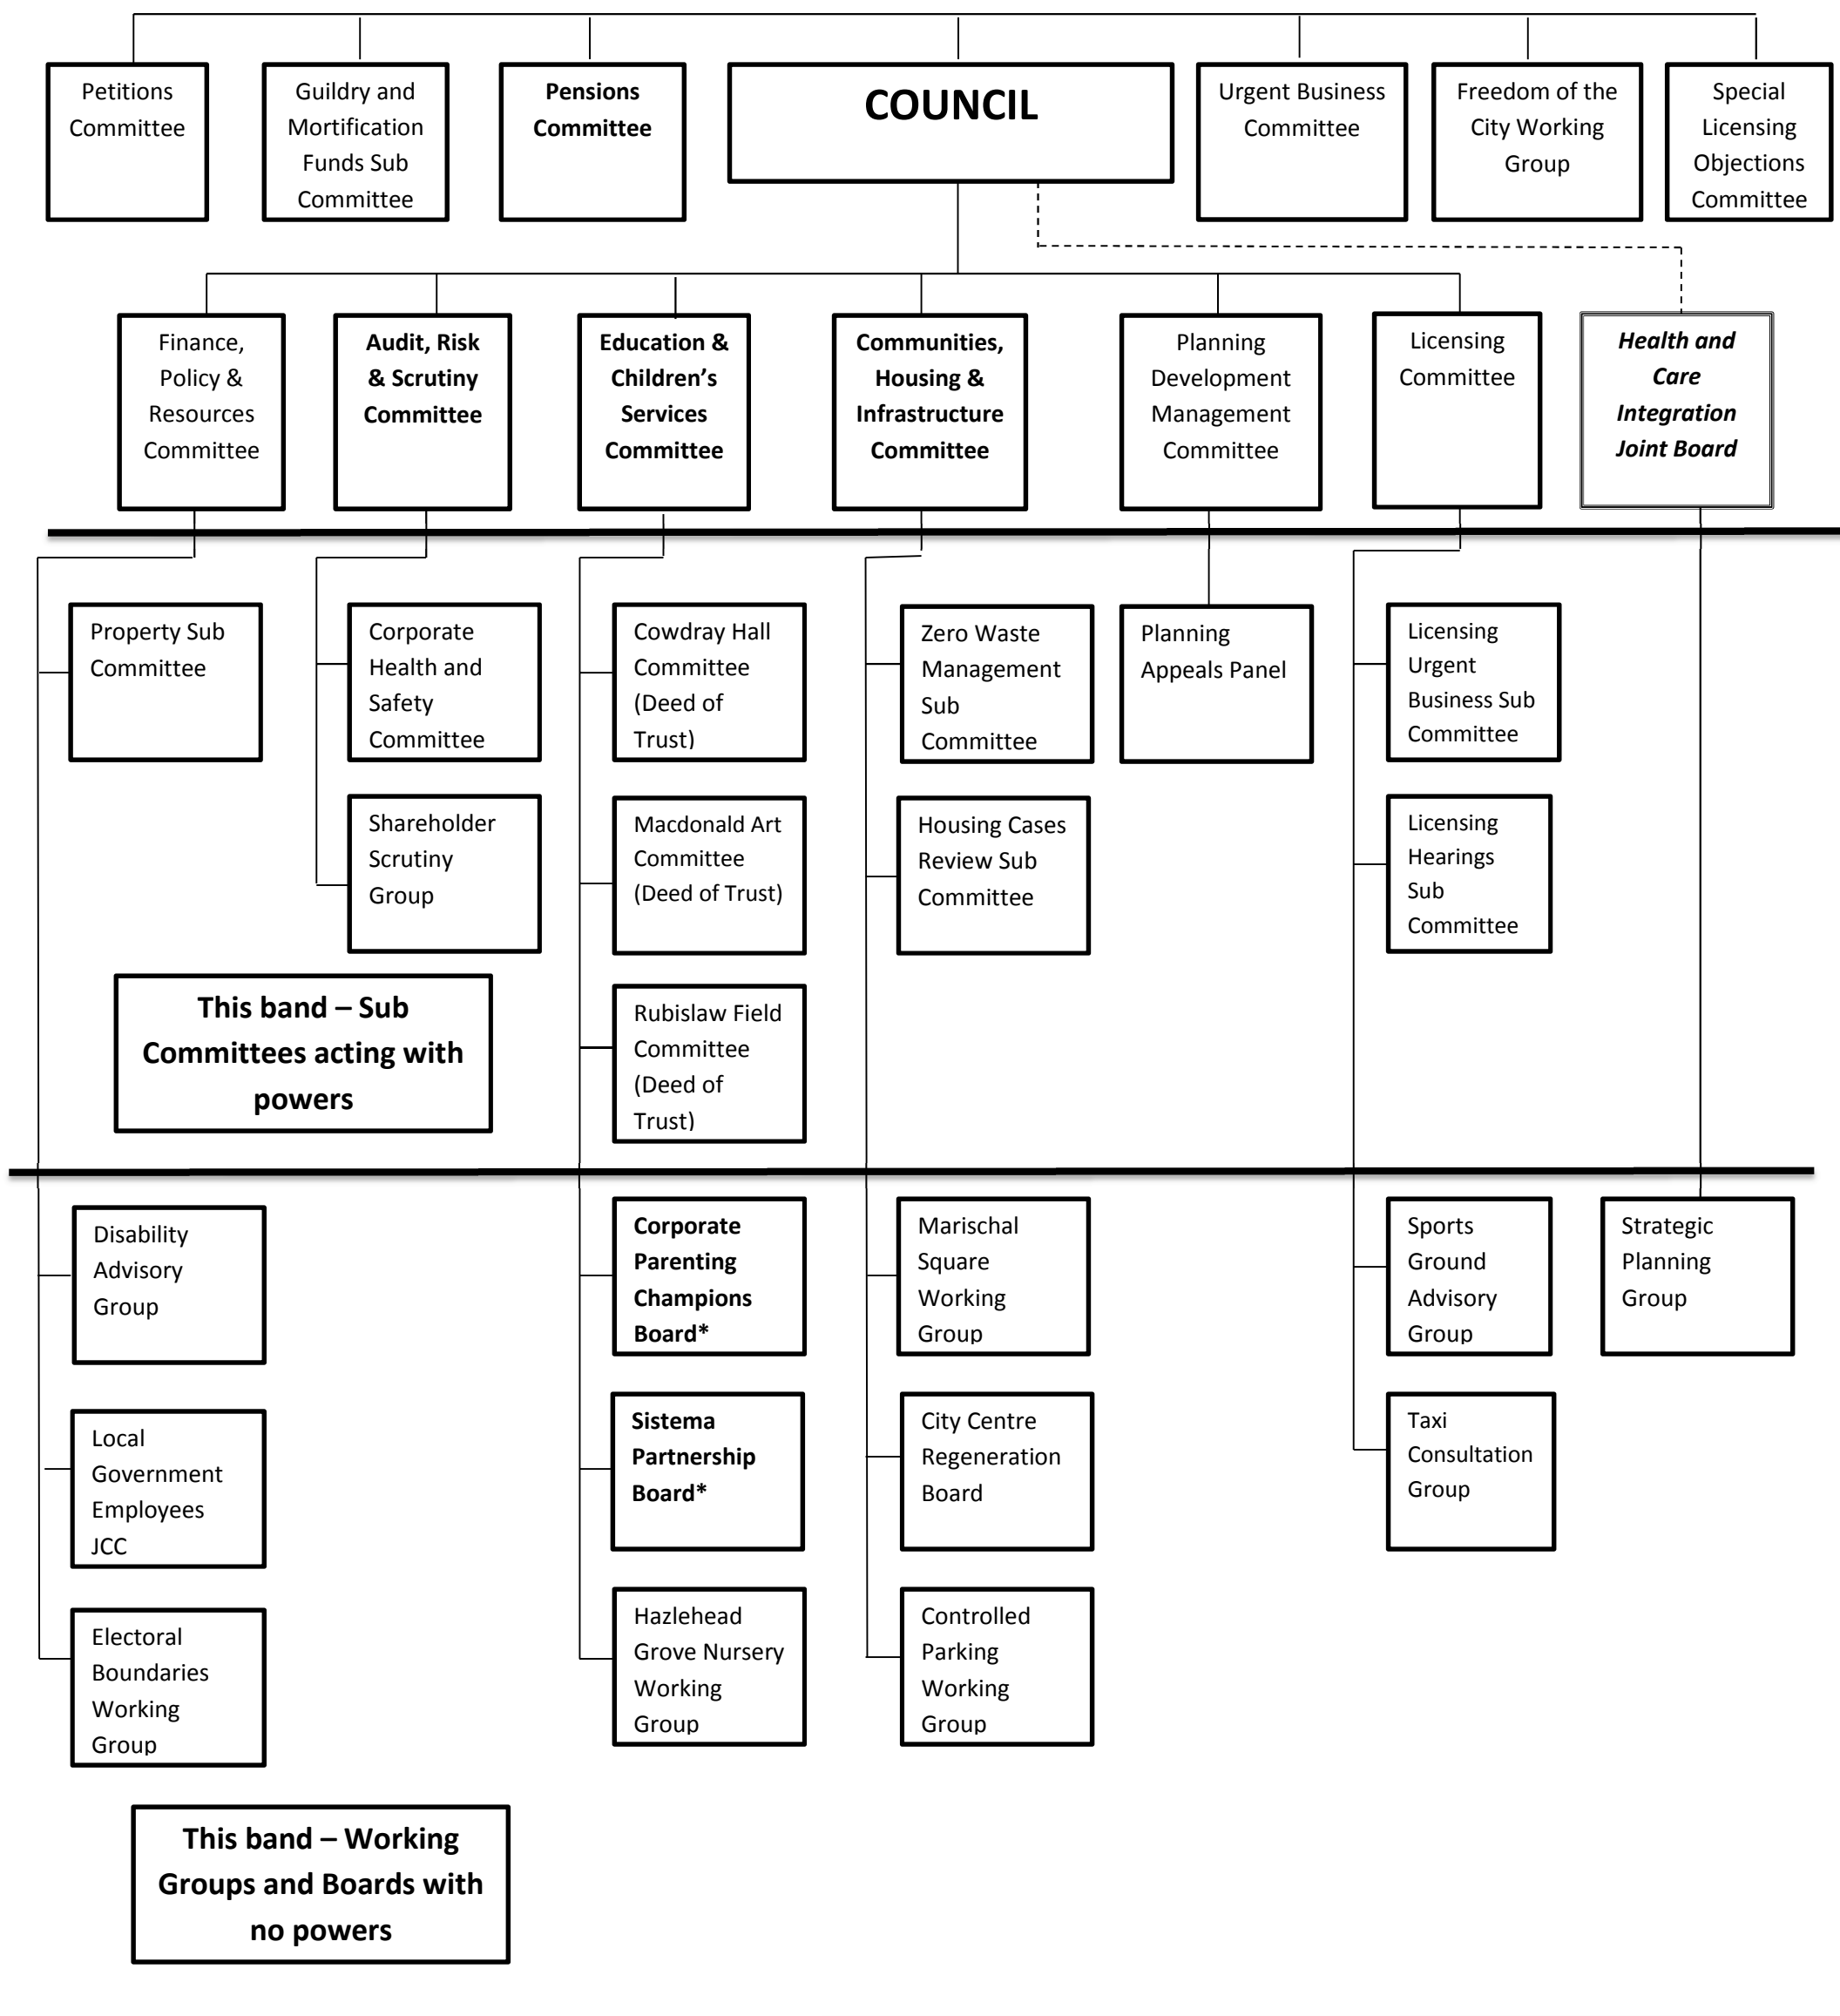 Petitions
Committee
Guildry and
Mortification
Funds Sub
Committee
Pensions
Committee
COUNCIL
Urgent Business
Committee
Freedom of the
City Working
Group
Special
Licensing
Objections
Committee
Finance,
Policy &
Resources
Committee
Audit, Risk
& Scrutiny
Committee
Education &
Children’s
Services
Committee
Communities,
Housing &
Infrastructure
Committee
Planning
Development
Management
Committee
Licensing
Committee
Health and
Care
Integration
Joint Board
Property Sub
Committee
Corporate
Health and
Safety
Committee
Cowdray Hall
Committee
(Deed of
Trust)
Zero Waste
Management
Sub
Committee
Planning
Appeals Panel
Licensing
Urgent
Business Sub
Committee
Shareholder
Scrutiny
Group
Macdonald Art
Committee
(Deed of Trust)
Housing Cases
Review Sub
Committee
Licensing
Hearings
Sub
Committee
This band – Sub
Committees acting with
powers
Rubislaw Field
Committee
(Deed of
Trust)
Disability
Advisory
Group
Corporate
Parenting
Champions
Board*
Marischal
Square
Working
Group
Sports
Ground
Advisory
Group
Strategic
Planning
Group
Local
Government
Employees
JCC
Sistema
Partnership
Board*
City Centre
Regeneration
Board
Taxi
Consultation
Group
Electoral
Boundaries
Working
Group
Hazlehead
Grove Nursery
Working
Group
Controlled
Parking
Working
Group
This band – Working
Groups and Boards with
no powers